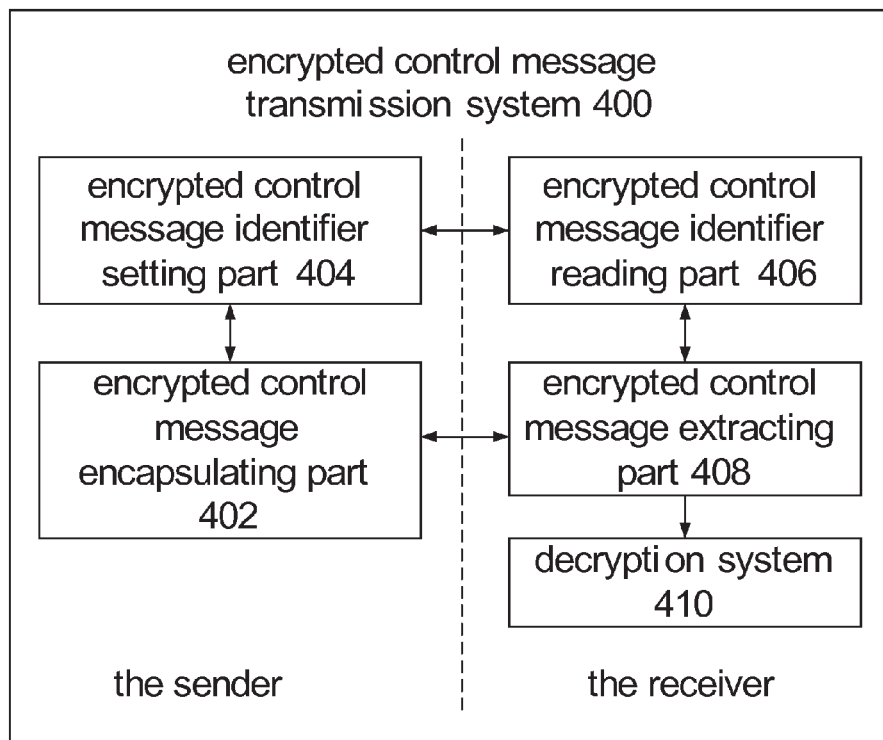 encrypted control message
transmission system 400
encrypted control
message identifier
setting part 404
encrypted control
message identifier
reading part 406
encrypted control
message
encapsulating part
402
encrypted control
message extracting
part 408
decryption system
410
the sender
the receiver